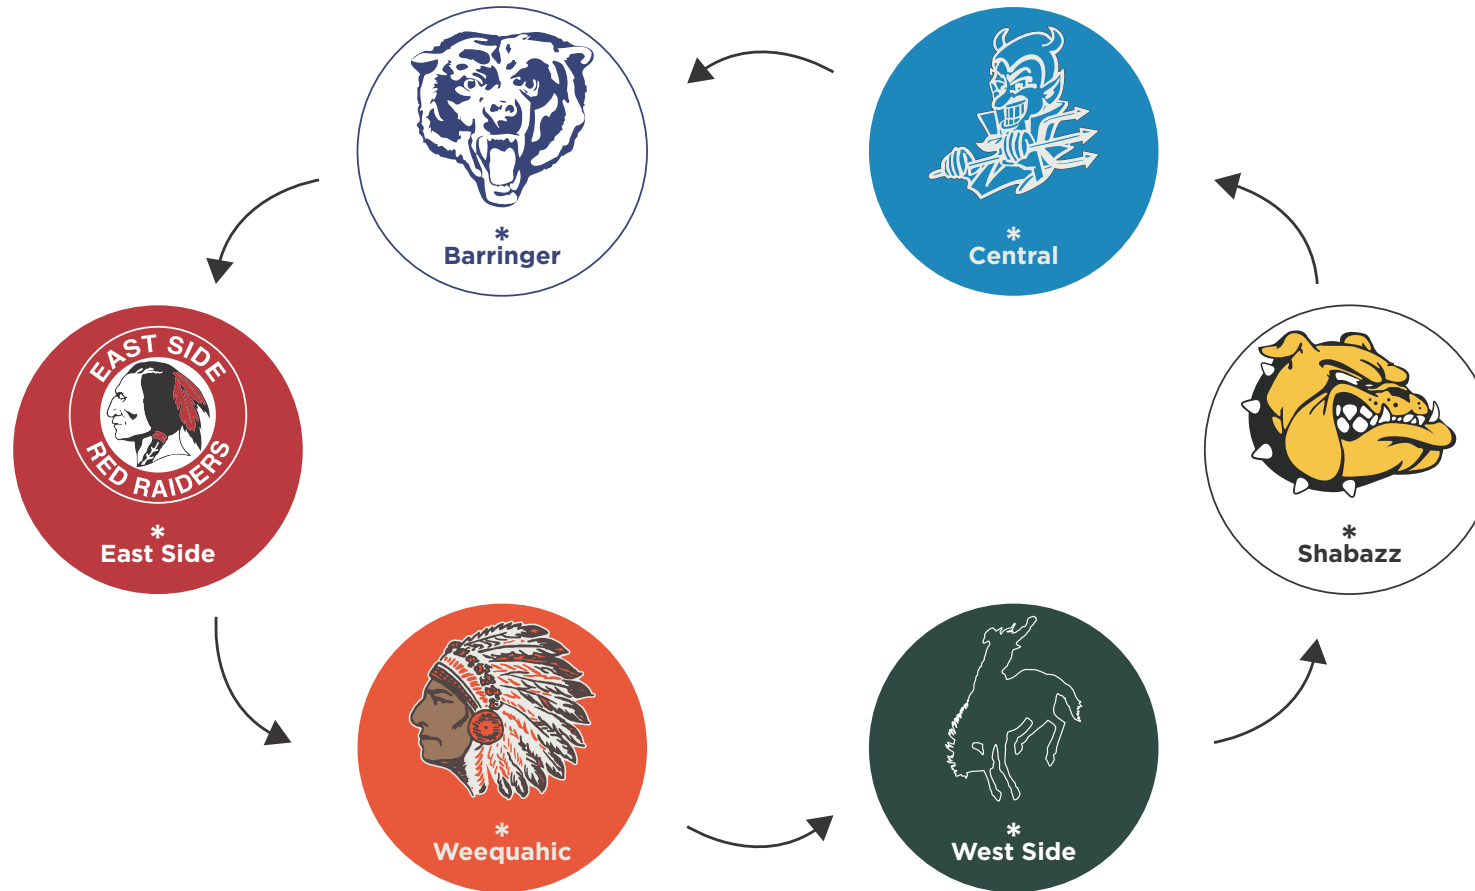 *
Barringer
*
Central
EAST SIDE
RED RAIDERS
*
East Side
*
Shabazz
*
Weequahic
*
West Side